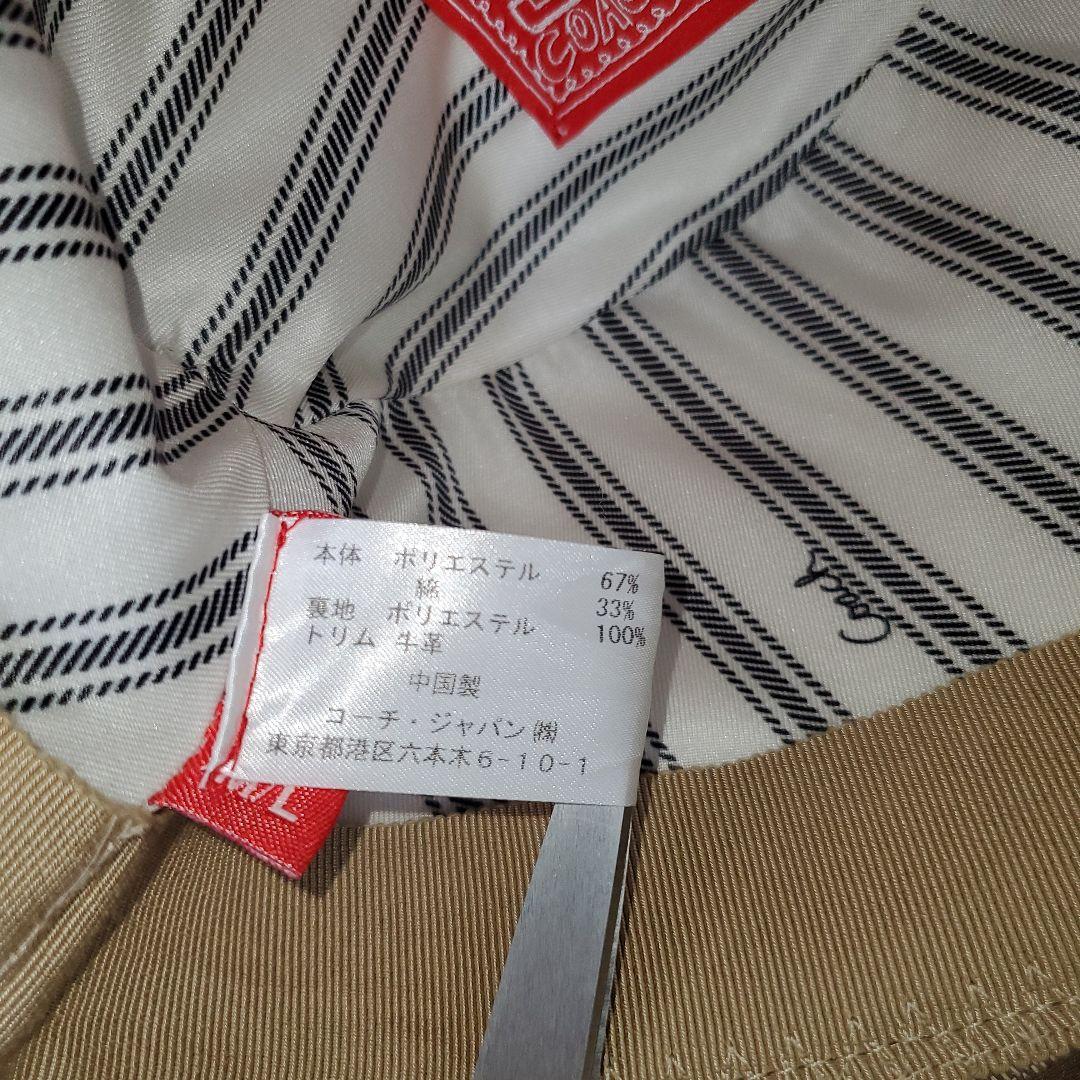 COACH
Coach
本体 ポリエステル 67%
綿 33%
裏地 ポリエステル 100%
トリム 牛革
中国製
コーチ・ジャパン㈱
東京都港区六本木6-10-1